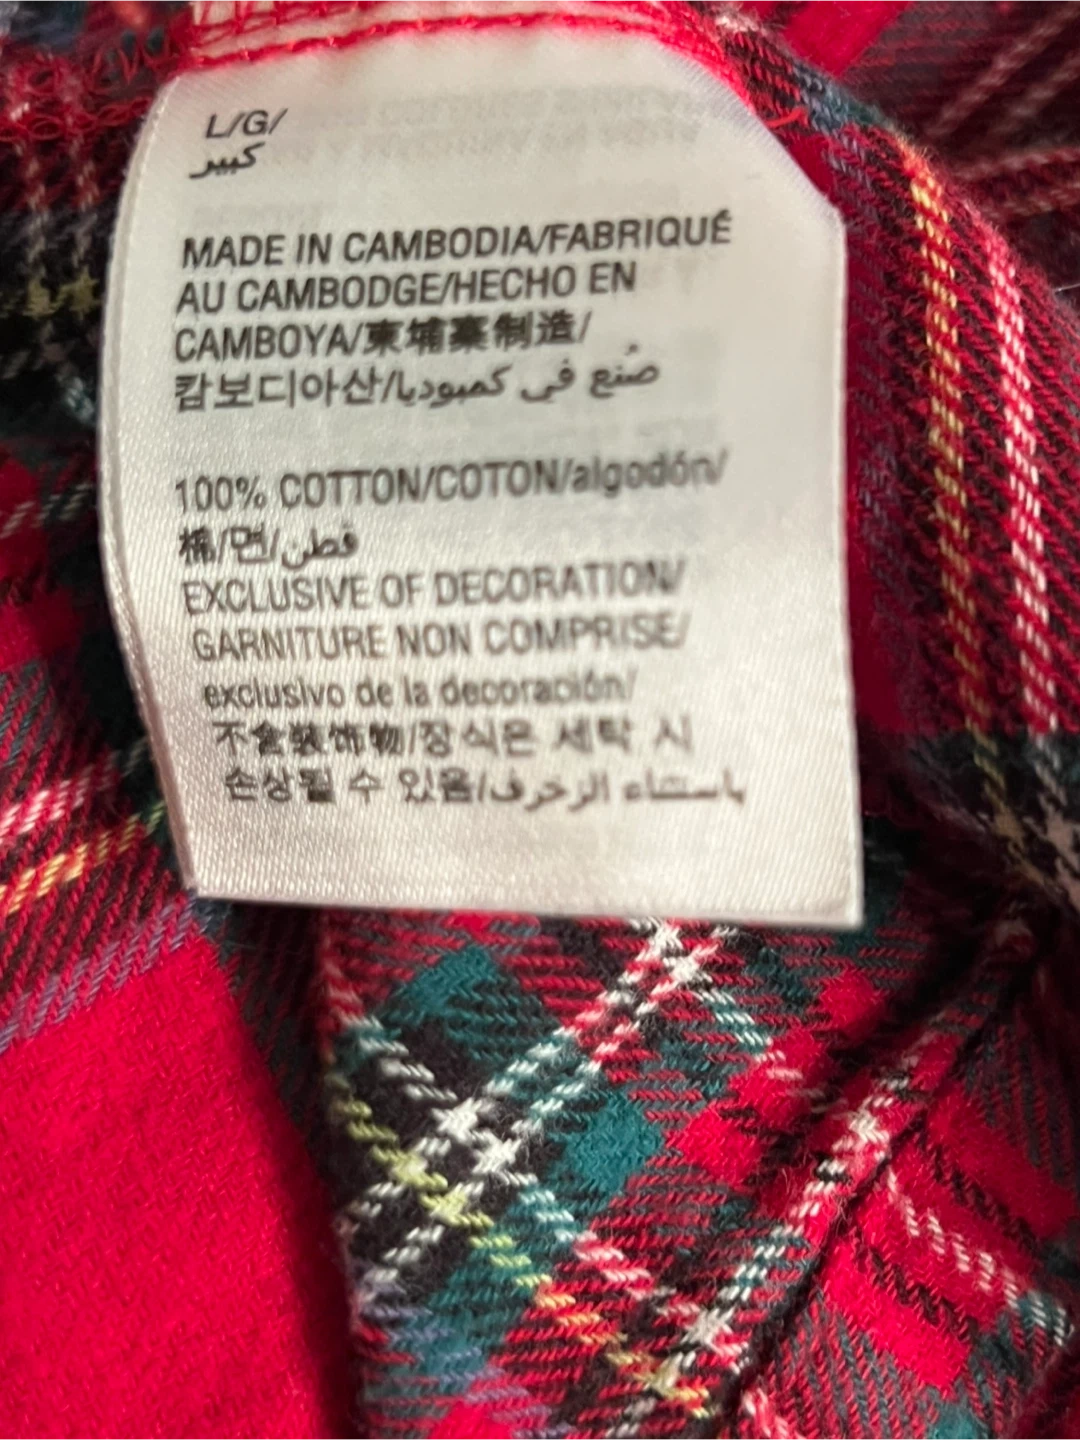 L/G/
كبير
MADE IN CAMBODIA/FABRIQUÉ
AU CAMBODGE/HECHO EN
CAMBOYA/柬埔寨制造/
캄보디아산/صُنع في كمبوديا
100% COTTON/COTON/algodón/
棉/면/قطن
EXCLUSIVE OF DECORATION/
GARNITURE NON COMPRISE/
exclusivo de la decoración/
不含装饰物/장식은 세탁 시
손상될 수 있음/باستثناء الزخرف